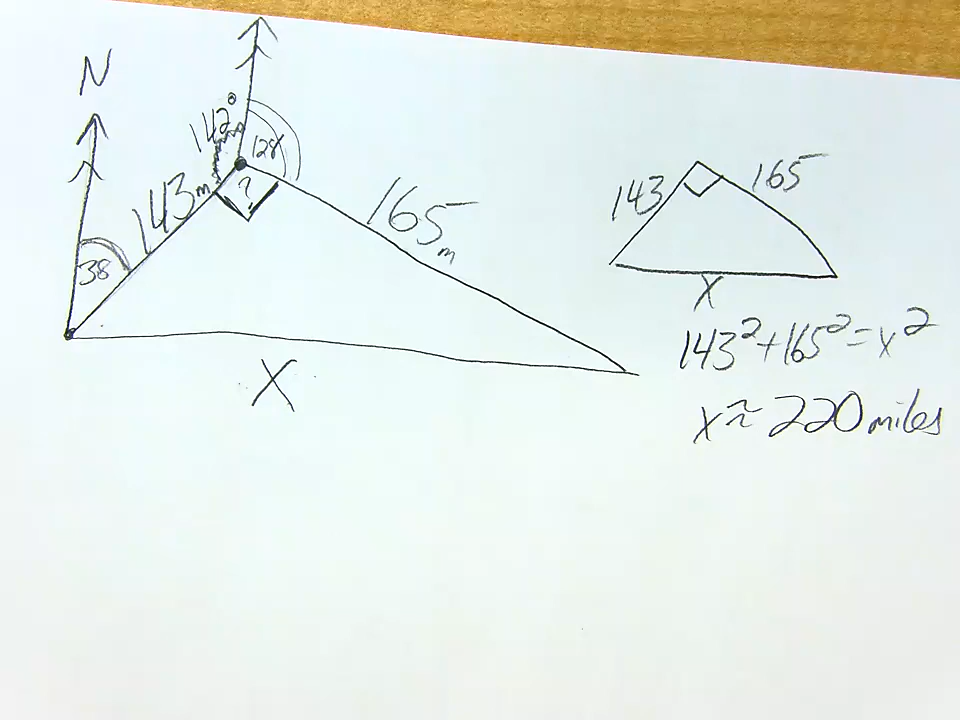 N
142°
128
143m
?
38
165m
X
143
165
X
143²+165²=x²
x≈220 miles